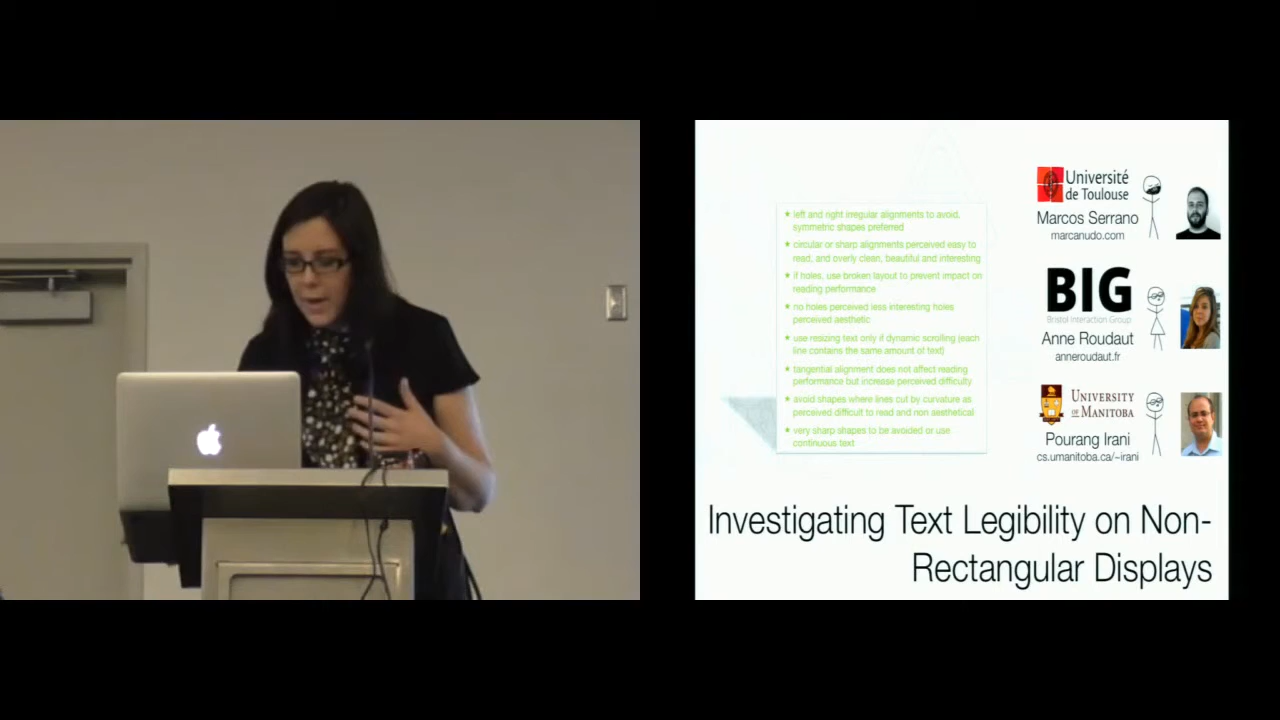 • left and right irregular alignments to avoid,
symmetric shapes preferred
• circular or sharp alignments perceived easy to
read, and overly clean, beautiful and interesting
• if holes, use broken layout to prevent impact on
reading performance
• no holes perceived less interesting holes
perceived aesthetic
• use resizing text only if dynamic scrolling (each
line contains the same amount of text)
• tangential alignment does not affect reading
performance but increase perceived difficulty
• avoid shapes where lines cut by curvature as
perceived difficult to read and non aesthetical
• very sharp shapes to be avoided or use
continuous text
Université
de Toulouse
Marcos Serrano
marcanudo.com
BIG
Bristol Interaction Group
Anne Roudaut
anneroudaut.fr
UNIVERSITY
OF MANITOBA
Pourang Irani
cs.umanitoba.ca/~irani
Investigating Text Legibility on Non-
Rectangular Displays